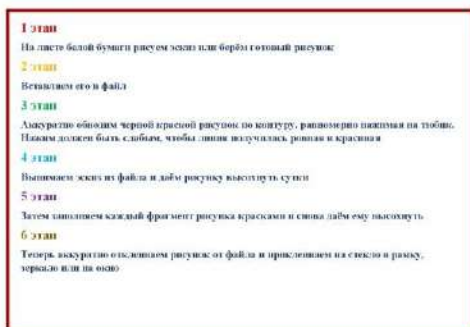 1 этап
На листе белой бумаги рисуем эскиз или берём готовый рисунок
2 этап
Вставляем его в файл
3 этап
Аккуратно обводим черной краской рисунок по контуру, равномерно нажимая на тюбик.
Нажим должен быть слабым, чтобы линия получилась ровная и красивая
4 этап
Вынимаем эскиз из файла и даём рисунку высохнуть сутки
5 этап
Затем заполняем каждый фрагмент рисунка красками и снова даём ему высохнуть
6 этап
Теперь аккуратно отклеиваем рисунок от файла и приклеиваем на стекло в рамку,
зеркало или на окно